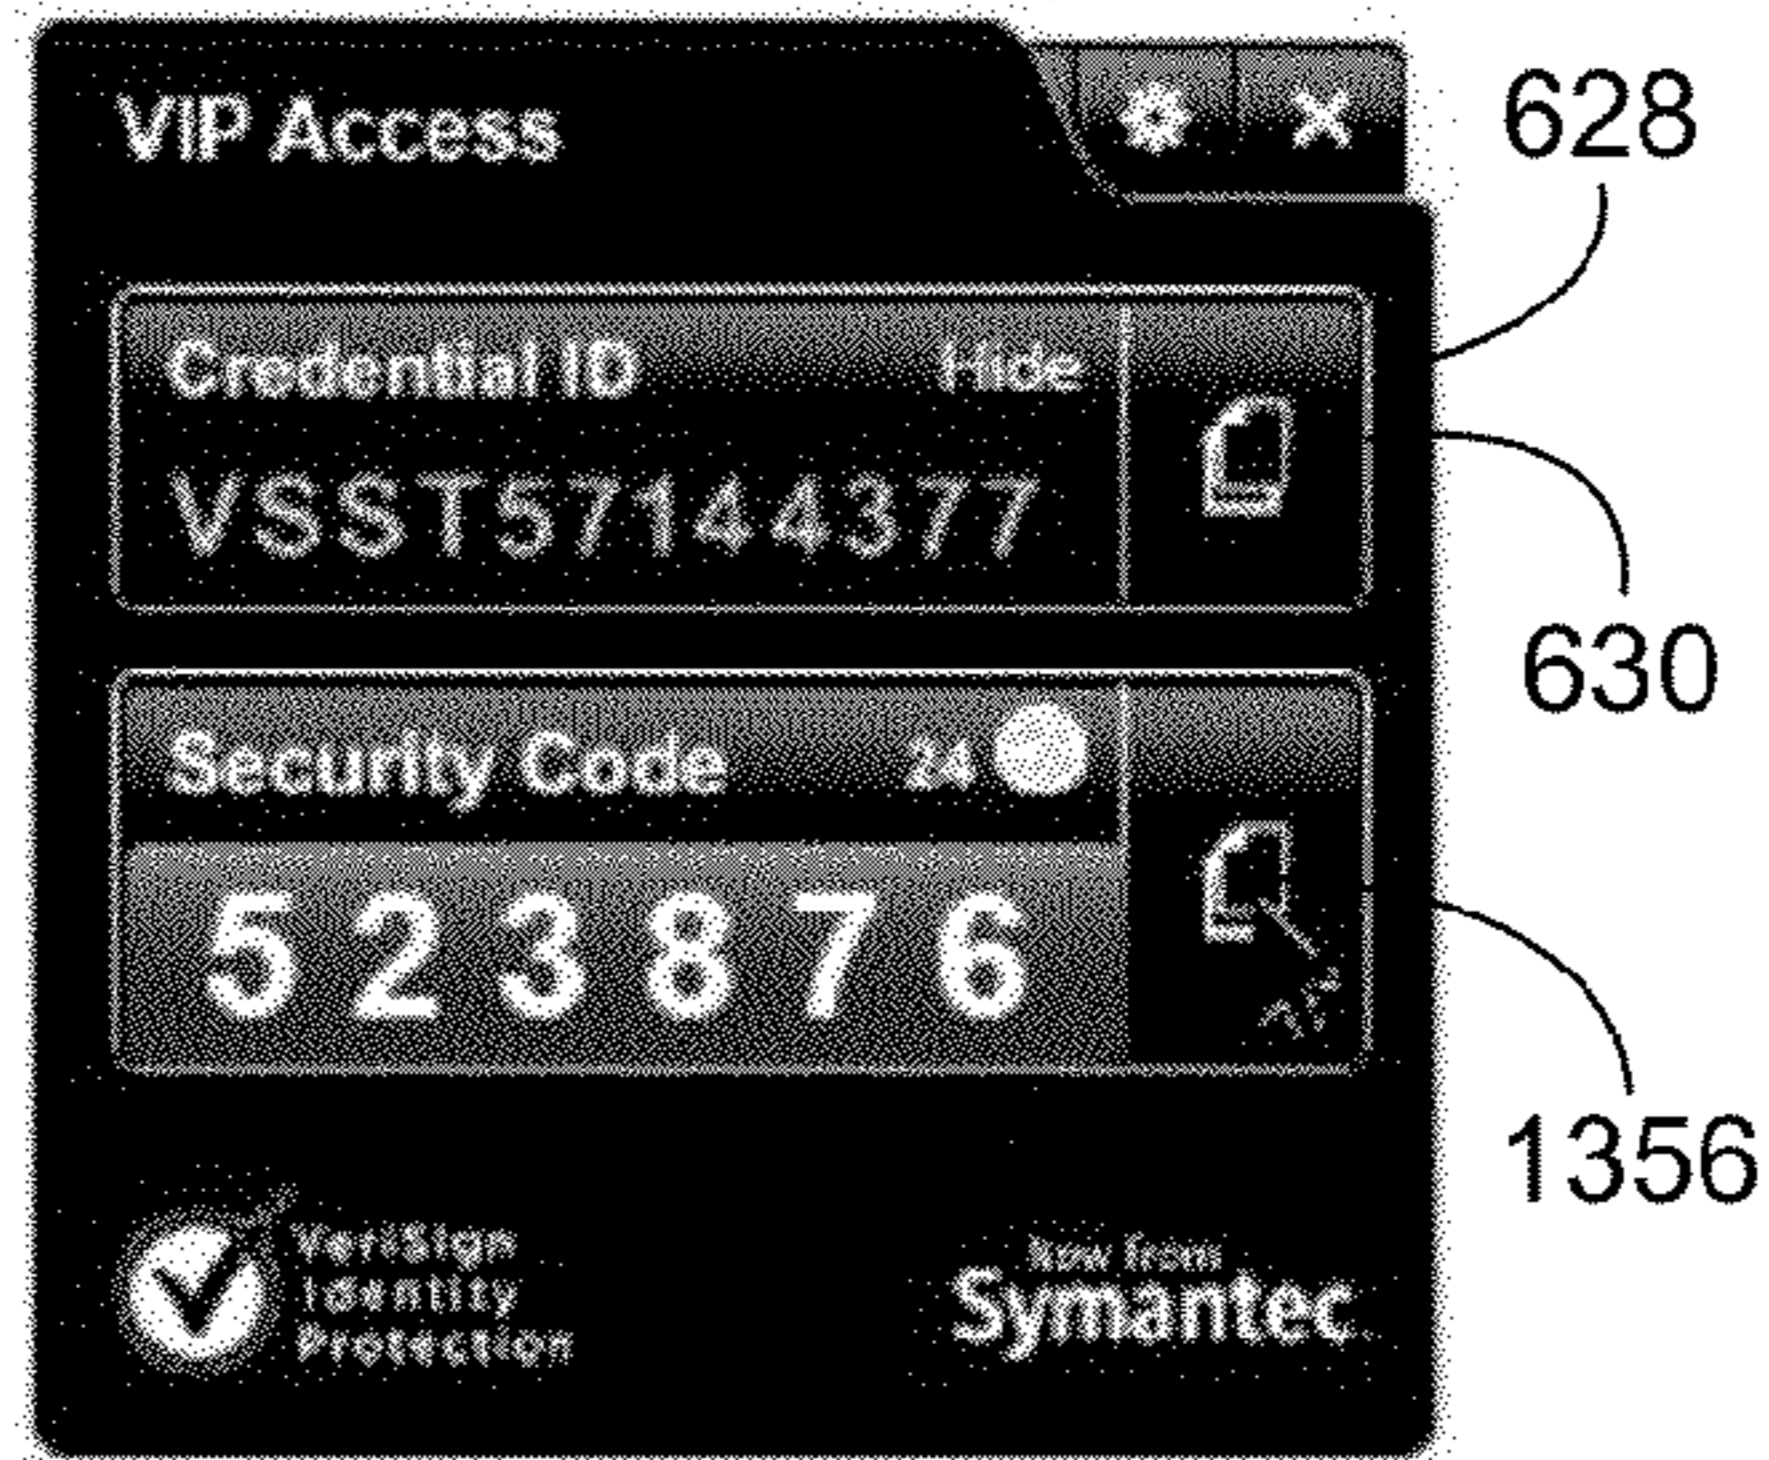 VIP Access
628
Credential ID Hide
VSST57144377
630
Security Code 24
523876
1356
VeriSign
Identity
Protection
Now from
Symantec